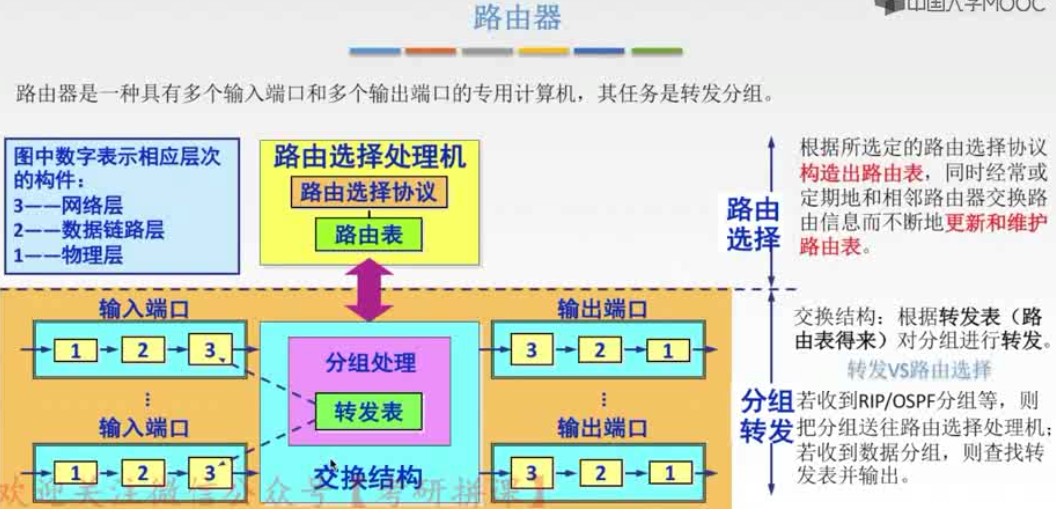 中国大学MOOC
路由器
路由器是一种具有多个输入端口和多个输出端口的专用计算机，其任务是转发分组。
图中数字表示相应层次
的构件：
3——网络层
2——数据链路层
1——物理层
路由选择处理机
路由选择协议
路由表
路由
选择
根据所选定的路由选择协议
构造出路由表，同时经常或
定期地和相邻路由器交换路
由信息而不断地更新和维护
路由表。
输入端口
1 2 3
⋮
输入端口
1 2 3
分组处理
转发表
交换结构
输出端口
3 2 1
⋮
输出端口
3 2 1
分组
转发
交换结构：根据转发表（路
由表得来）对分组进行转发。
转发VS路由选择
若收到RIP/OSPF分组等，则
把分组送往路由选择处理机；
若收到数据分组，则查找转
发表并输出。
欢迎关注微信公众号【考研拼课】